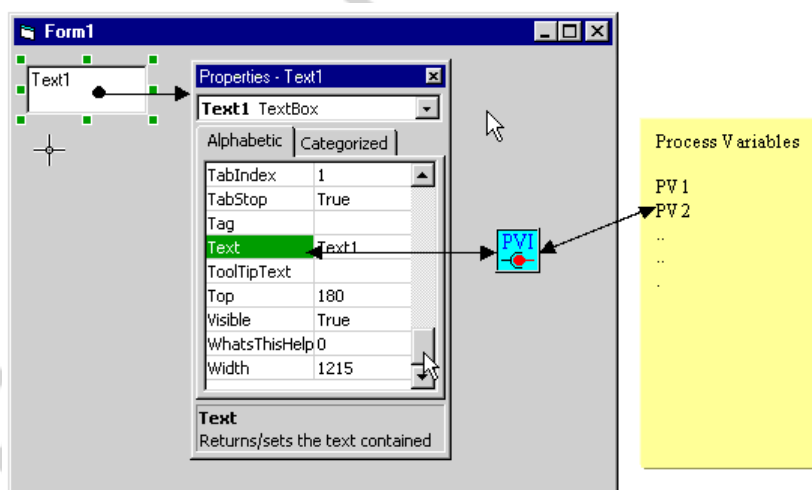 Form1
Text1
Properties - Text1
Text1 TextBox
Alphabetic Categorized
TabIndex 1
TabStop True
Tag
Text Text1
ToolTipText
Top 180
Visible True
WhatsThisHelp 0
Width 1215
Text
Returns/sets the text contained
PVI
Process Variables
PV 1
PV 2
..
..
.